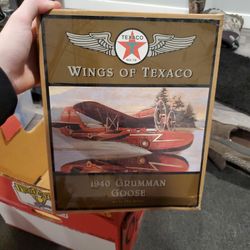 TEXACO
WINGS OF TEXACO
1940 GRUMMAN
GOOSE